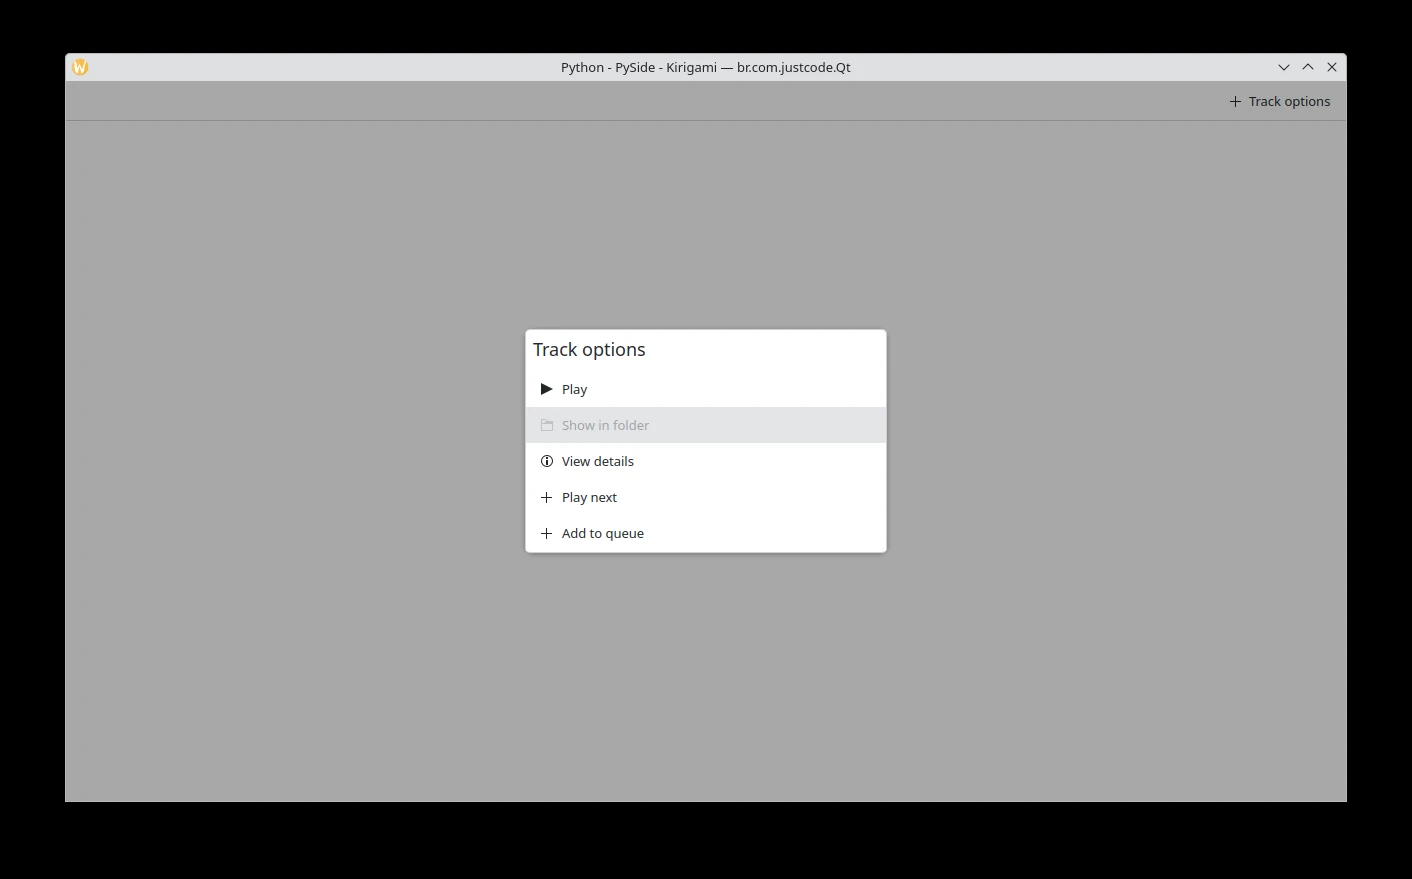 Python - PySide - Kirigami — br.com.justcode.Qt
Track options
Track options
Play
Show in folder
View details
Play next
Add to queue